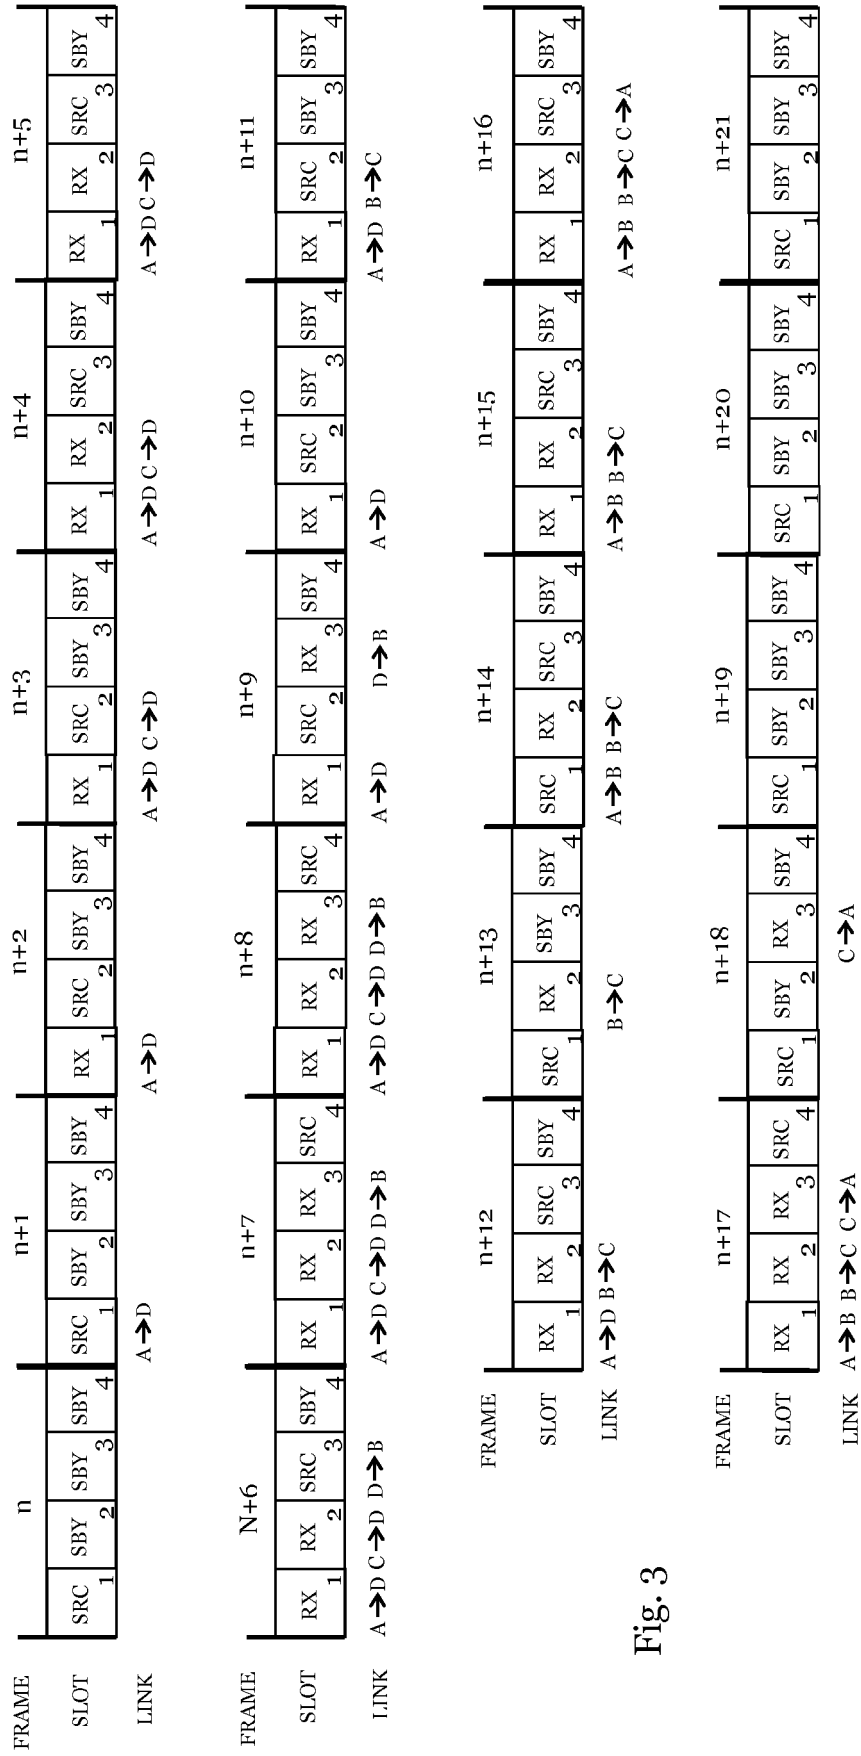 FRAME n n+1 n+2 n+3 n+4 n+5
SLOT SRC 1 SBY 2 SBY 3 SBY 4 SRC 1 SBY 2 SBY 3 SBY 4 RX 1 SRC 2 SBY 3 SBY 4 RX 1 SRC 2 SBY 3 SBY 4 RX 1 RX 2 SRC 3 SBY 4 RX 1 RX 2 SRC 3 SBY 4
LINK A→D A→D A→D C→D A→D C→D A→D C→D
FRAME N+6 n+7 n+8 n+9 n+10 n+11
SLOT RX 1 RX 2 SRC 3 SBY 4 RX 1 RX 2 RX 3 SRC 4 RX 1 RX 2 RX 3 SRC 4 RX 1 SRC 2 RX 3 SBY 4 RX 1 SRC 2 SBY 3 SBY 4 RX 1 SRC 2 SBY 3 SBY 4
LINK A→D C→D D→B A→D C→D D→B A→D C→D D→B A→D D→B A→D A→D B→C
FRAME n+12 n+13 n+14 n+15 n+16
SLOT RX 1 RX 2 SRC 3 SBY 4 SRC 1 RX 2 SBY 3 SBY 4 SRC 1 RX 2 SRC 3 SBY 4 RX 1 RX 2 SRC 3 SBY 4 RX 1 RX 2 SRC 3 SBY 4
LINK A→D B→C B→C A→B B→C A→B B→C A→B B→C C→A
FRAME n+17 n+18 n+19 n+20 n+21
SLOT RX 1 RX 2 RX 3 SRC 4 SRC 1 SBY 2 RX 3 SBY 4 SRC 1 SBY 2 SBY 3 SBY 4 SRC 1 SBY 2 SBY 3 SBY 4 SRC 1 SBY 2 SBY 3 SBY 4
LINK A→B B→C C→A C→A
Fig. 3